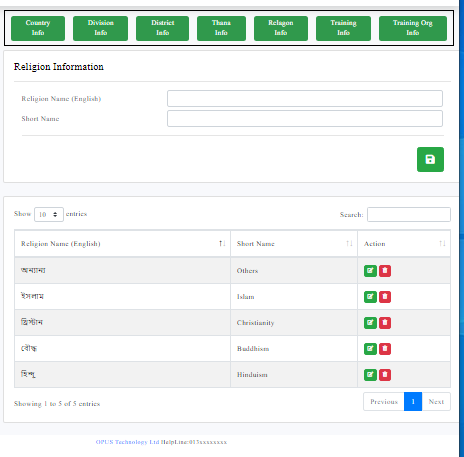 Country Division District Thana Relagon Training Training Org
Info Info Info Info Info Info Info
Religion Information
Religion Name (English)
Short Name
Show 10 entries Search:
Religion Name (English) Short Name Action
অন্যান্য Others
ইসলাম Islam
খ্রিস্টান Christianity
বৌদ্ধ Buddhism
হিন্দু Hinduism
Showing 1 to 5 of 5 entries Previous 1 Next
OPUS Technology Ltd HelpLine:015xxxxxxxx